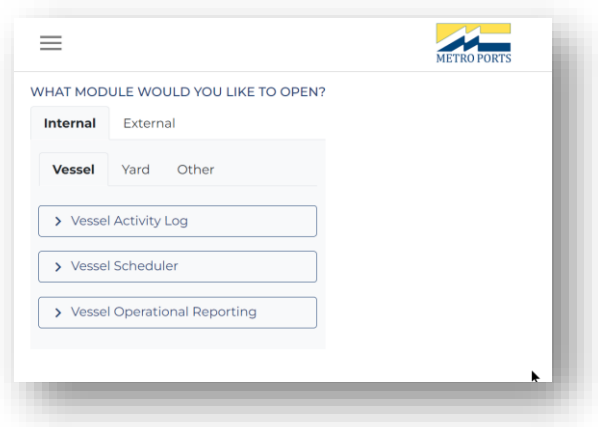 METRO PORTS
WHAT MODULE WOULD YOU LIKE TO OPEN?
Internal External
Vessel Yard Other
Vessel Activity Log
Vessel Scheduler
Vessel Operational Reporting